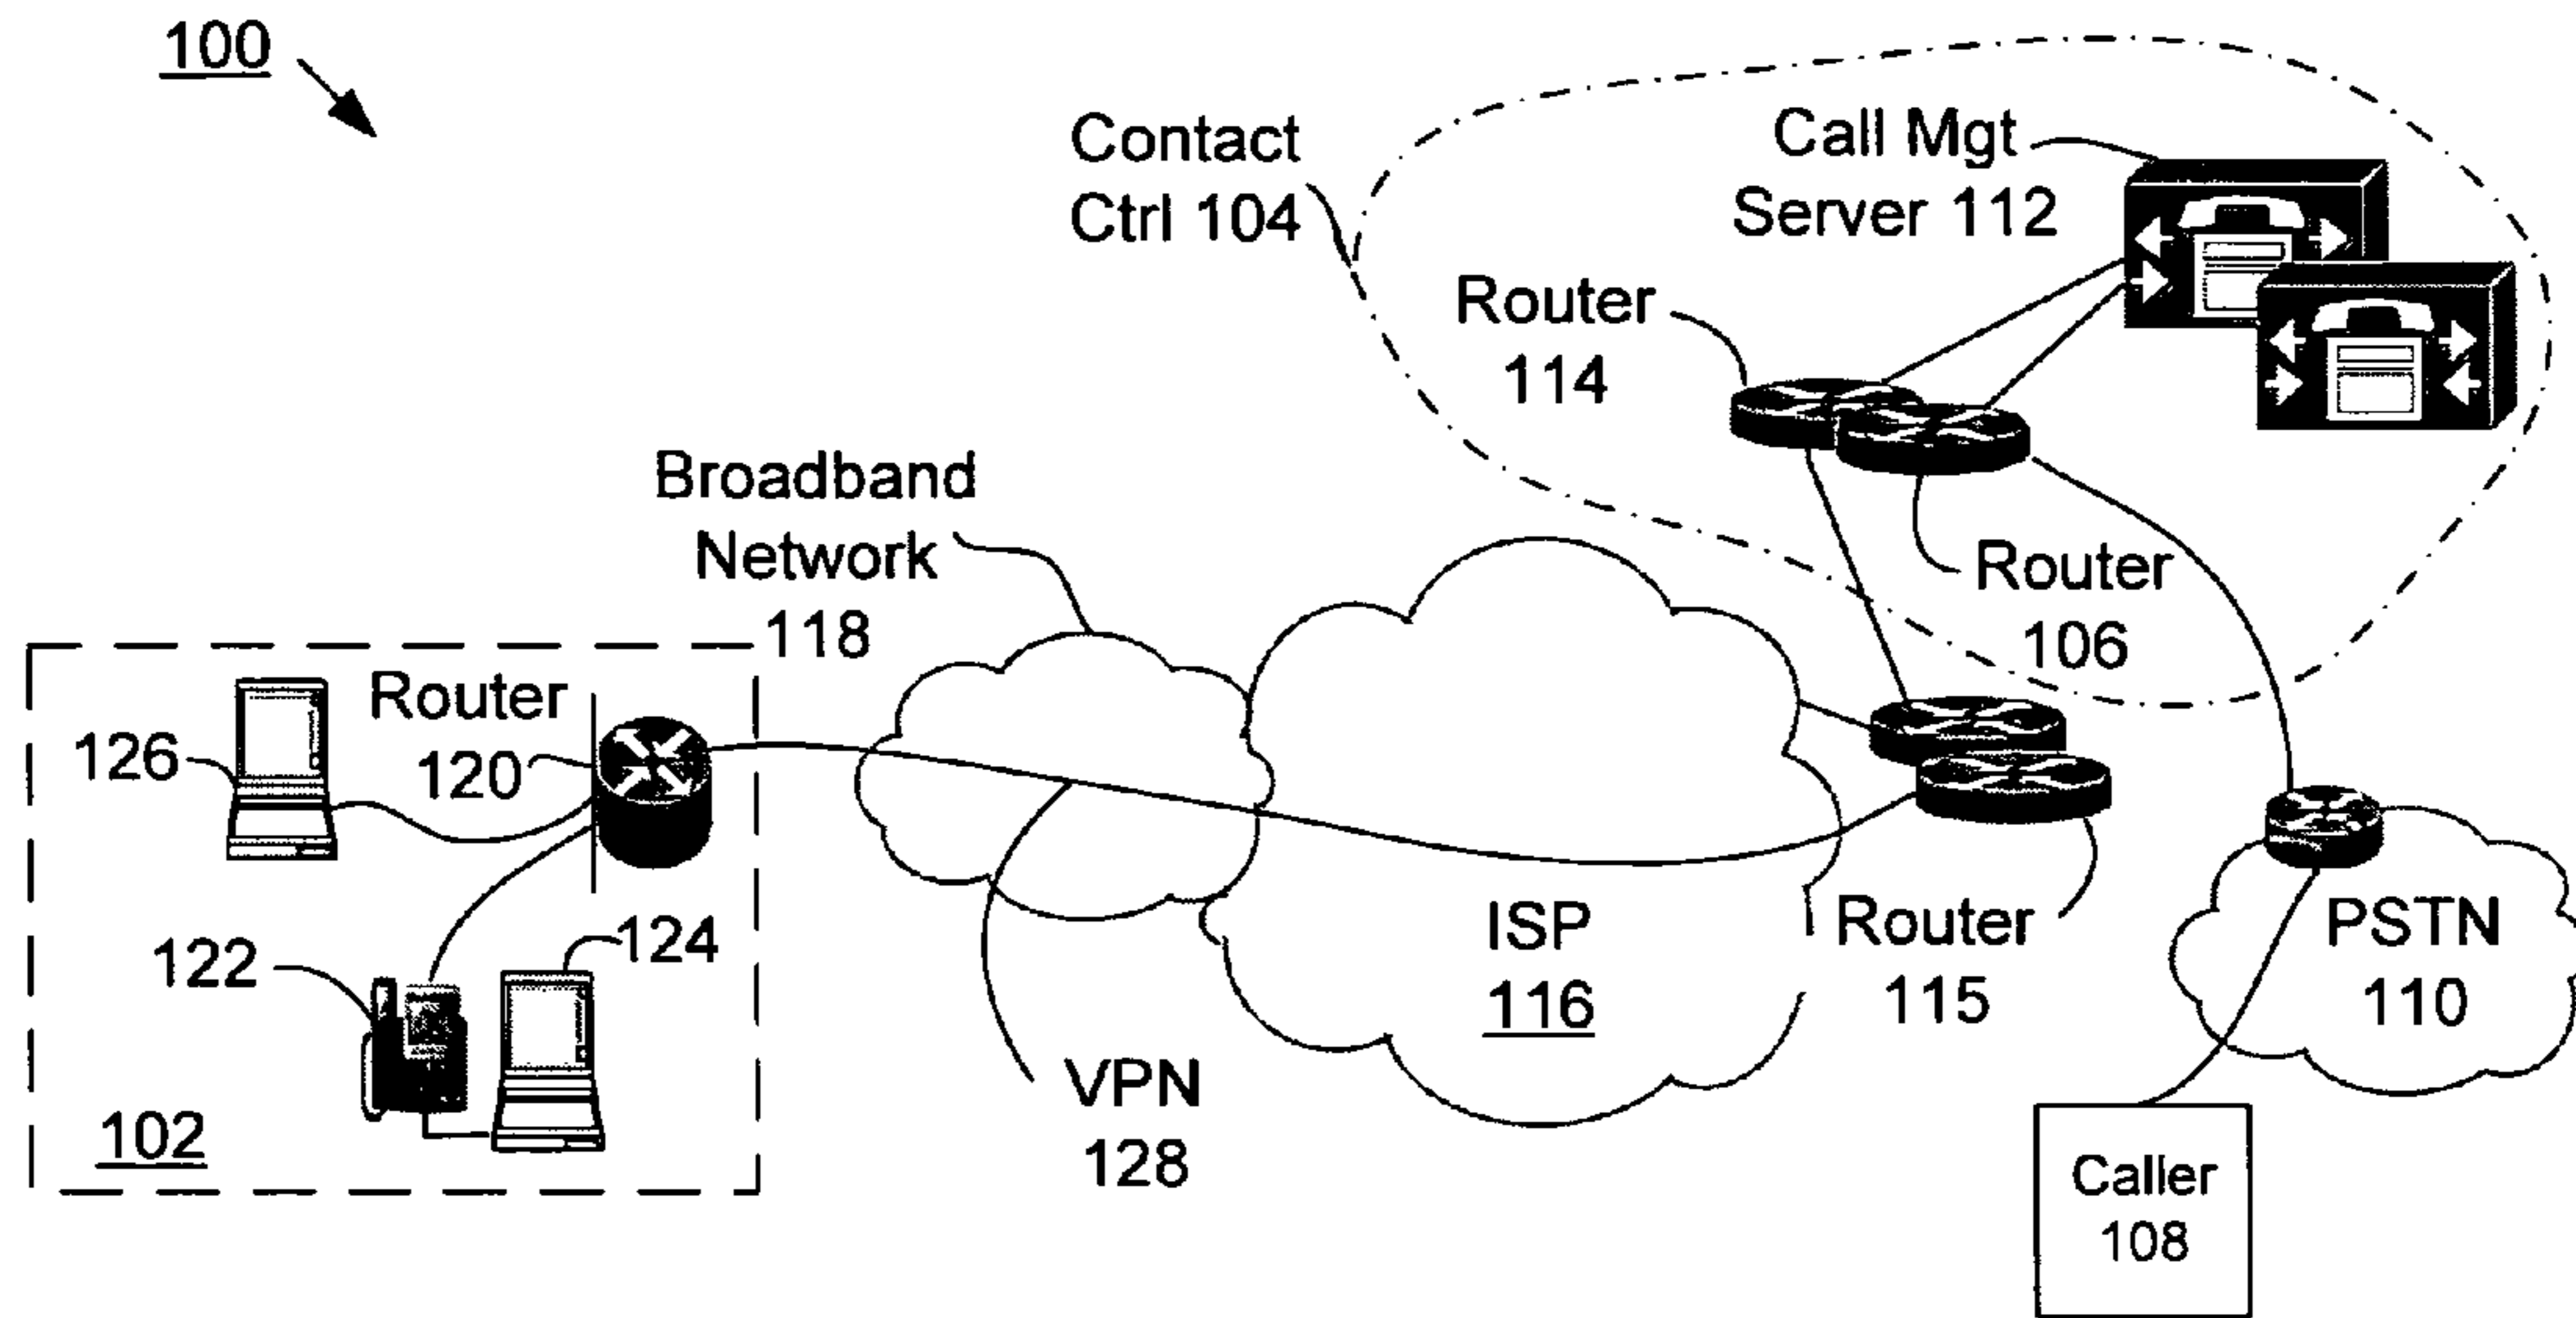 100
Contact
Ctrl 104
Call Mgt
Server 112
Router
114
Broadband
Network
118
Router
106
Router
120
126
122
124
102
VPN
128
ISP
116
Router
115
PSTN
110
Caller
108